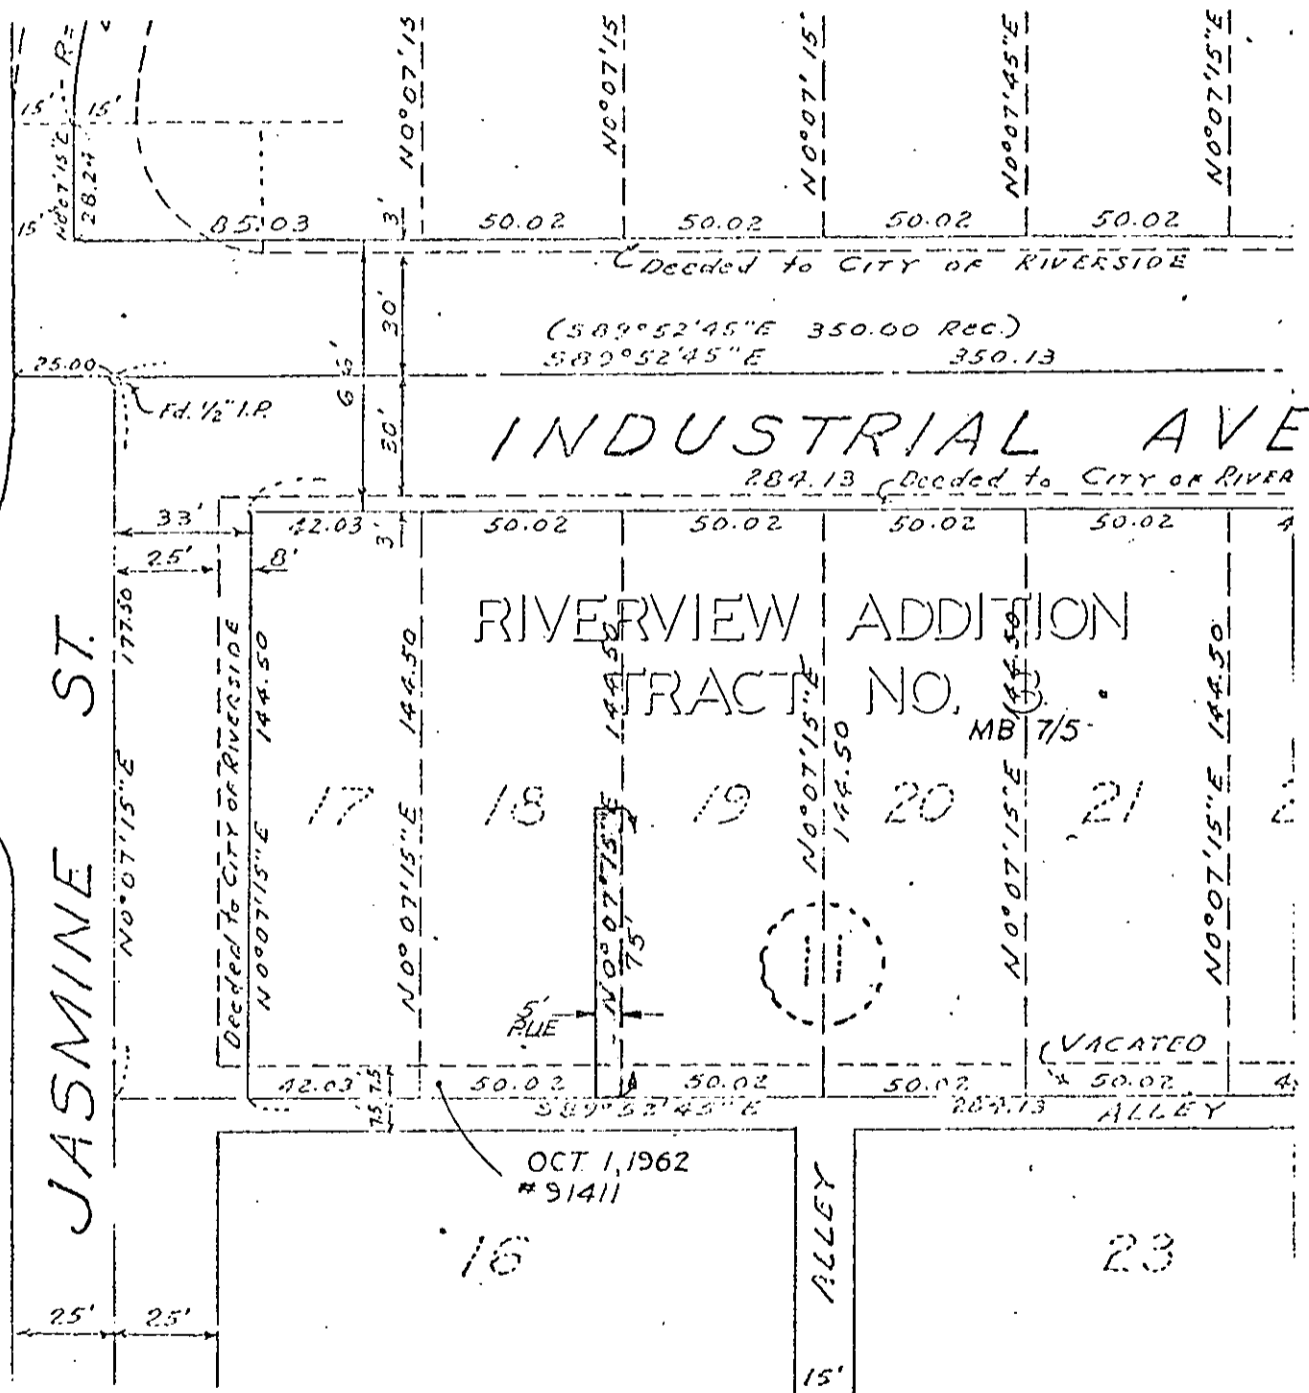 R=
N0°07'15
N0°07'15
N0°07'15'
N0°07'45"E
N0°07'15"E
15' 15'
N0°07'15"E
28.24
15'
85.03 3' 50.02 50.02 50.02 50.02
Deeded to CITY OF RIVERSIDE
30'
(S89°52'45"E 350.00 Rec.)
S89°52'45"E 350.13
25.00
Fd. 1/2" I.P.
30'
INDUSTRIAL AVE
284.13 Deeded to CITY OF RIVER
33' 42.03 3' 50.02 50.02 50.02 50.02 4
25' 8'
RIVERVIEW ADDITION
TRACT NO. 3
MB 7/5
JASMINE ST.
N0°07'15"E 177.50
Deeded to CITY OF RIVERSIDE
N0°07'15"E 144.50
N0°07'15"E 144.50
N0°07'15"E 144.50
N0°07'15"E 144.50
N0°07'15"E 144.50
N0°07'15"E 144.50
17 18 19 20 21 2
75'
5'
PUE
VACATED
42.03 7.5 50.02 50.02 50.02 50.02 4
7.5 S89°52'45"E 284.13 ALLEY
OCT. 1, 1962
#91411
16 ALLEY 23
25' 25'
15'